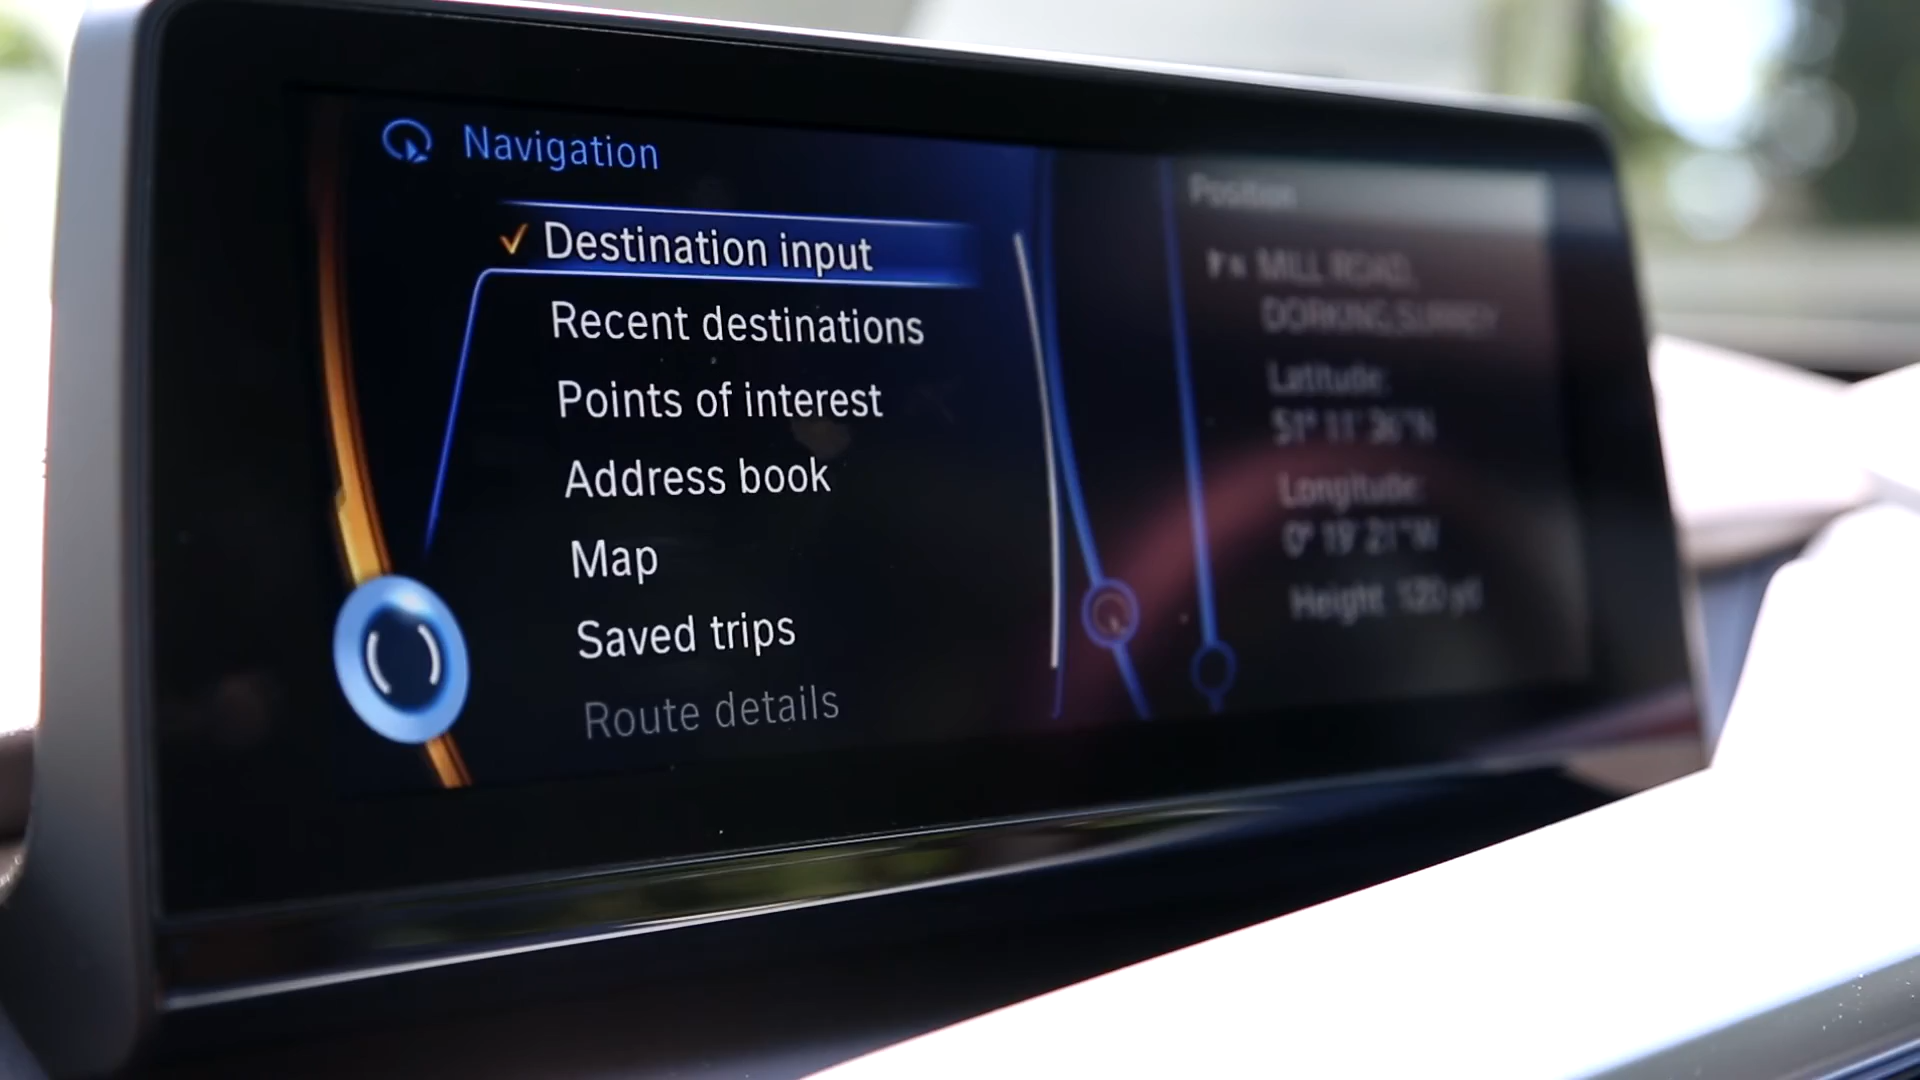 Navigation
Destination input
Recent destinations
Points of interest
Address book
Map
Saved trips
Route details
Position
MILL ROAD,
DORKING,SURREY
Latitude:
51° 11' 36"N
Longitude:
0° 19' 21"W
Height: 120 yd